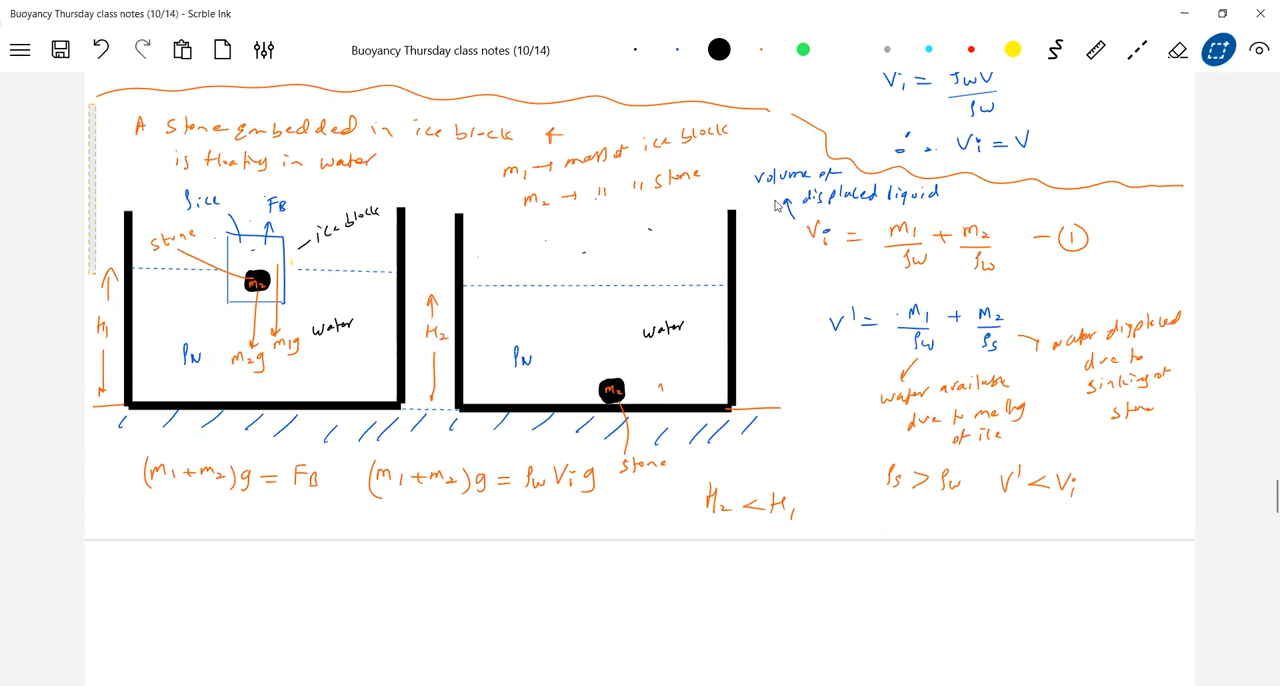 Buoyancy Thursday class notes (10/14) - Scrble Ink
Buoyancy Thursday class notes (10/14)
Vi = ρwV / ρw
∴ Vi = V
A stone embedded in ice block &
is floating in water
m1 → mass of ice block
m2 → " " stone
volume of
displaced liquid
Vi = m1/ρw + m2/ρw — ①
ρice
FB
ice block
stone
m2
H1
water
ρw
m2g
m1g
H2
water
ρw
m2
stone
V' = m1/ρw + m2/ρs
water available
due to melting
of ice
water displaced
due to
sinking of
stone
(m1+m2)g = FB
(m1+m2)g = ρw Vi g
H2 < H1
ρs > ρw V' < Vi